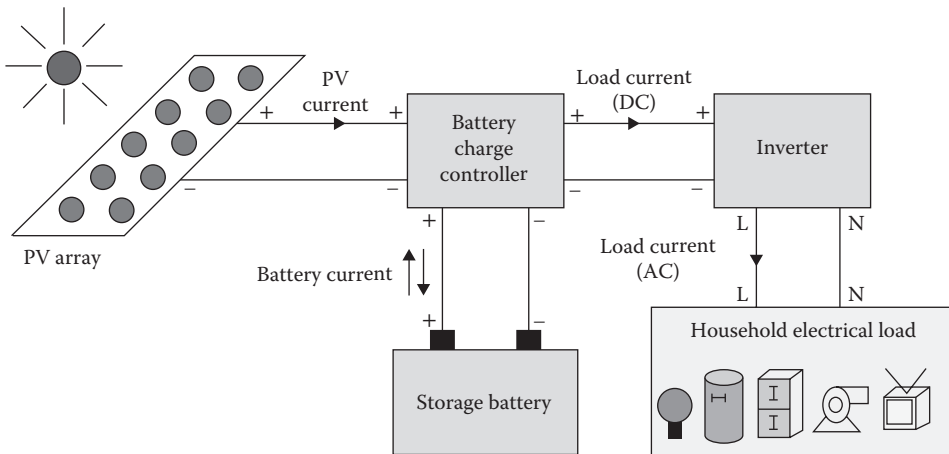 PV
current
Load current
(DC)
+
+
+
+
Battery
charge
controller
Inverter
–
–
–
–
PV array
+
–
L
N
Battery current
Load current
(AC)
+
–
L
N
Household electrical load
Storage battery